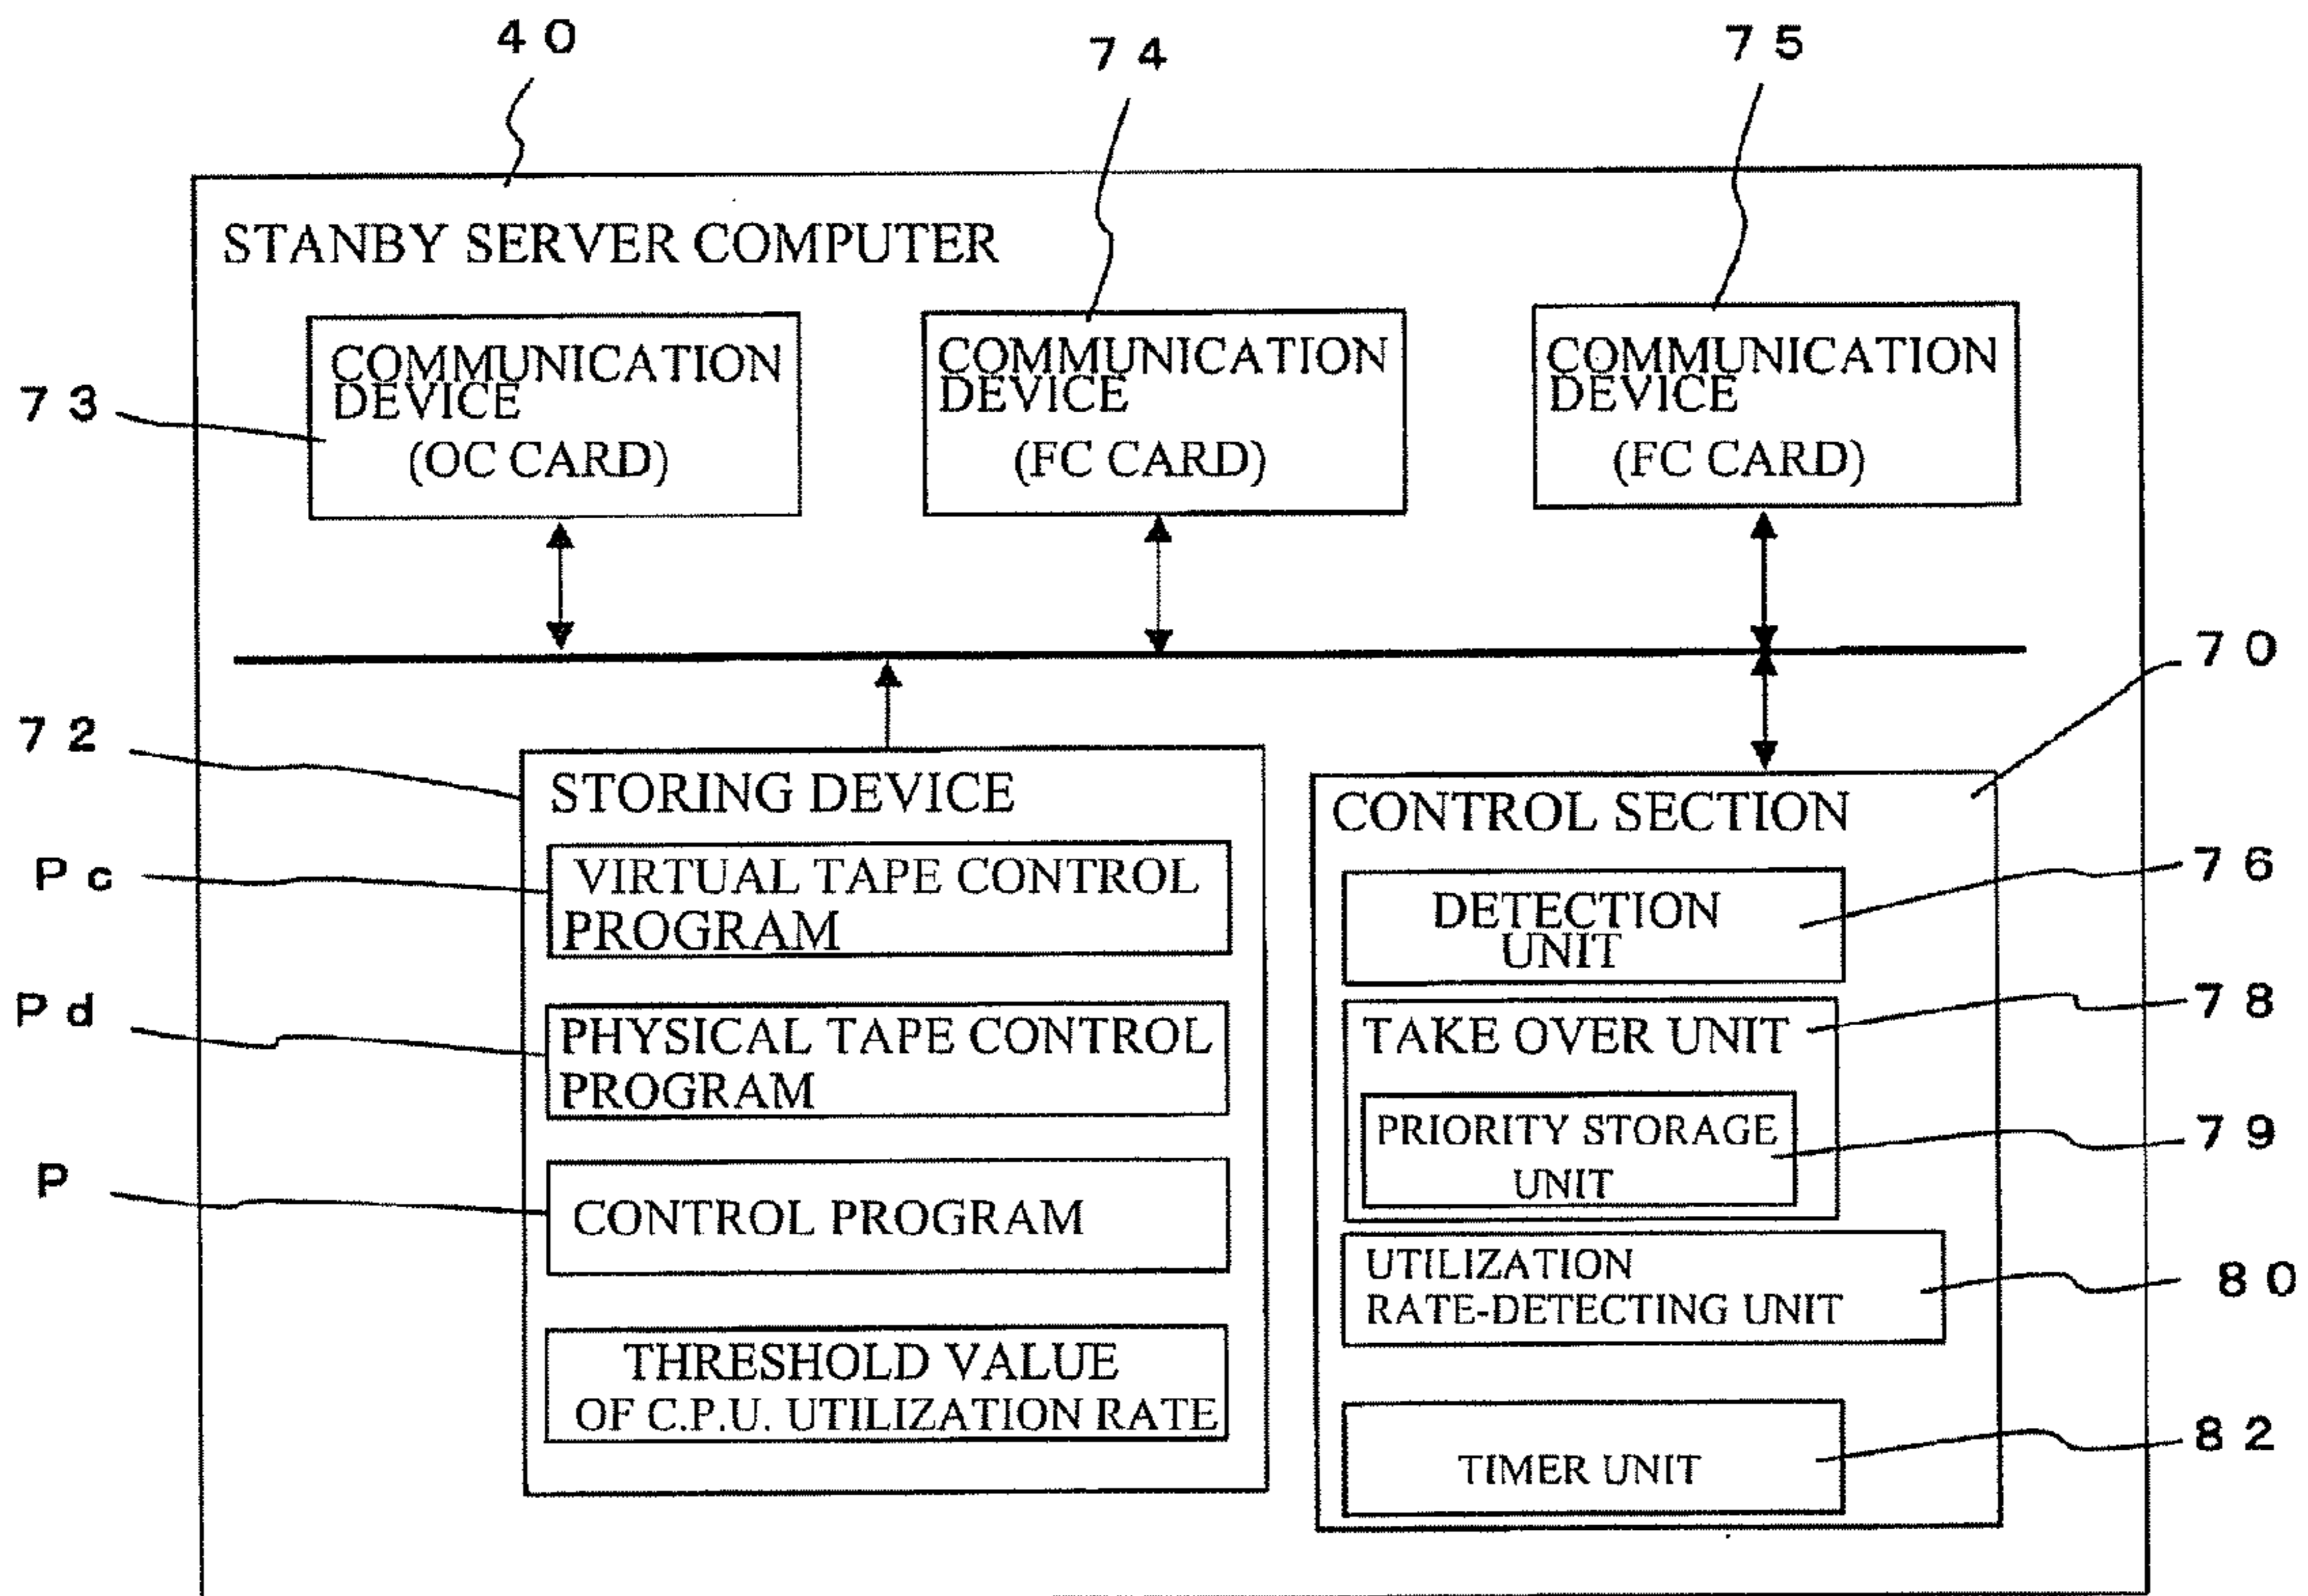 40
74
75
STANBY SERVER COMPUTER
COMMUNICATION
DEVICE
(OC CARD)
COMMUNICATION
DEVICE
(FC CARD)
COMMUNICATION
DEVICE
(FC CARD)
73
70
72
STORING DEVICE
Pc
VIRTUAL TAPE CONTROL
PROGRAM
Pd
PHYSICAL TAPE CONTROL
PROGRAM
P
CONTROL PROGRAM
THRESHOLD VALUE
OF C.P.U. UTILIZATION RATE
CONTROL SECTION
DETECTION
UNIT
76
TAKE OVER UNIT
78
PRIORITY STORAGE
UNIT
79
UTILIZATION
RATE-DETECTING UNIT
80
TIMER UNIT
82